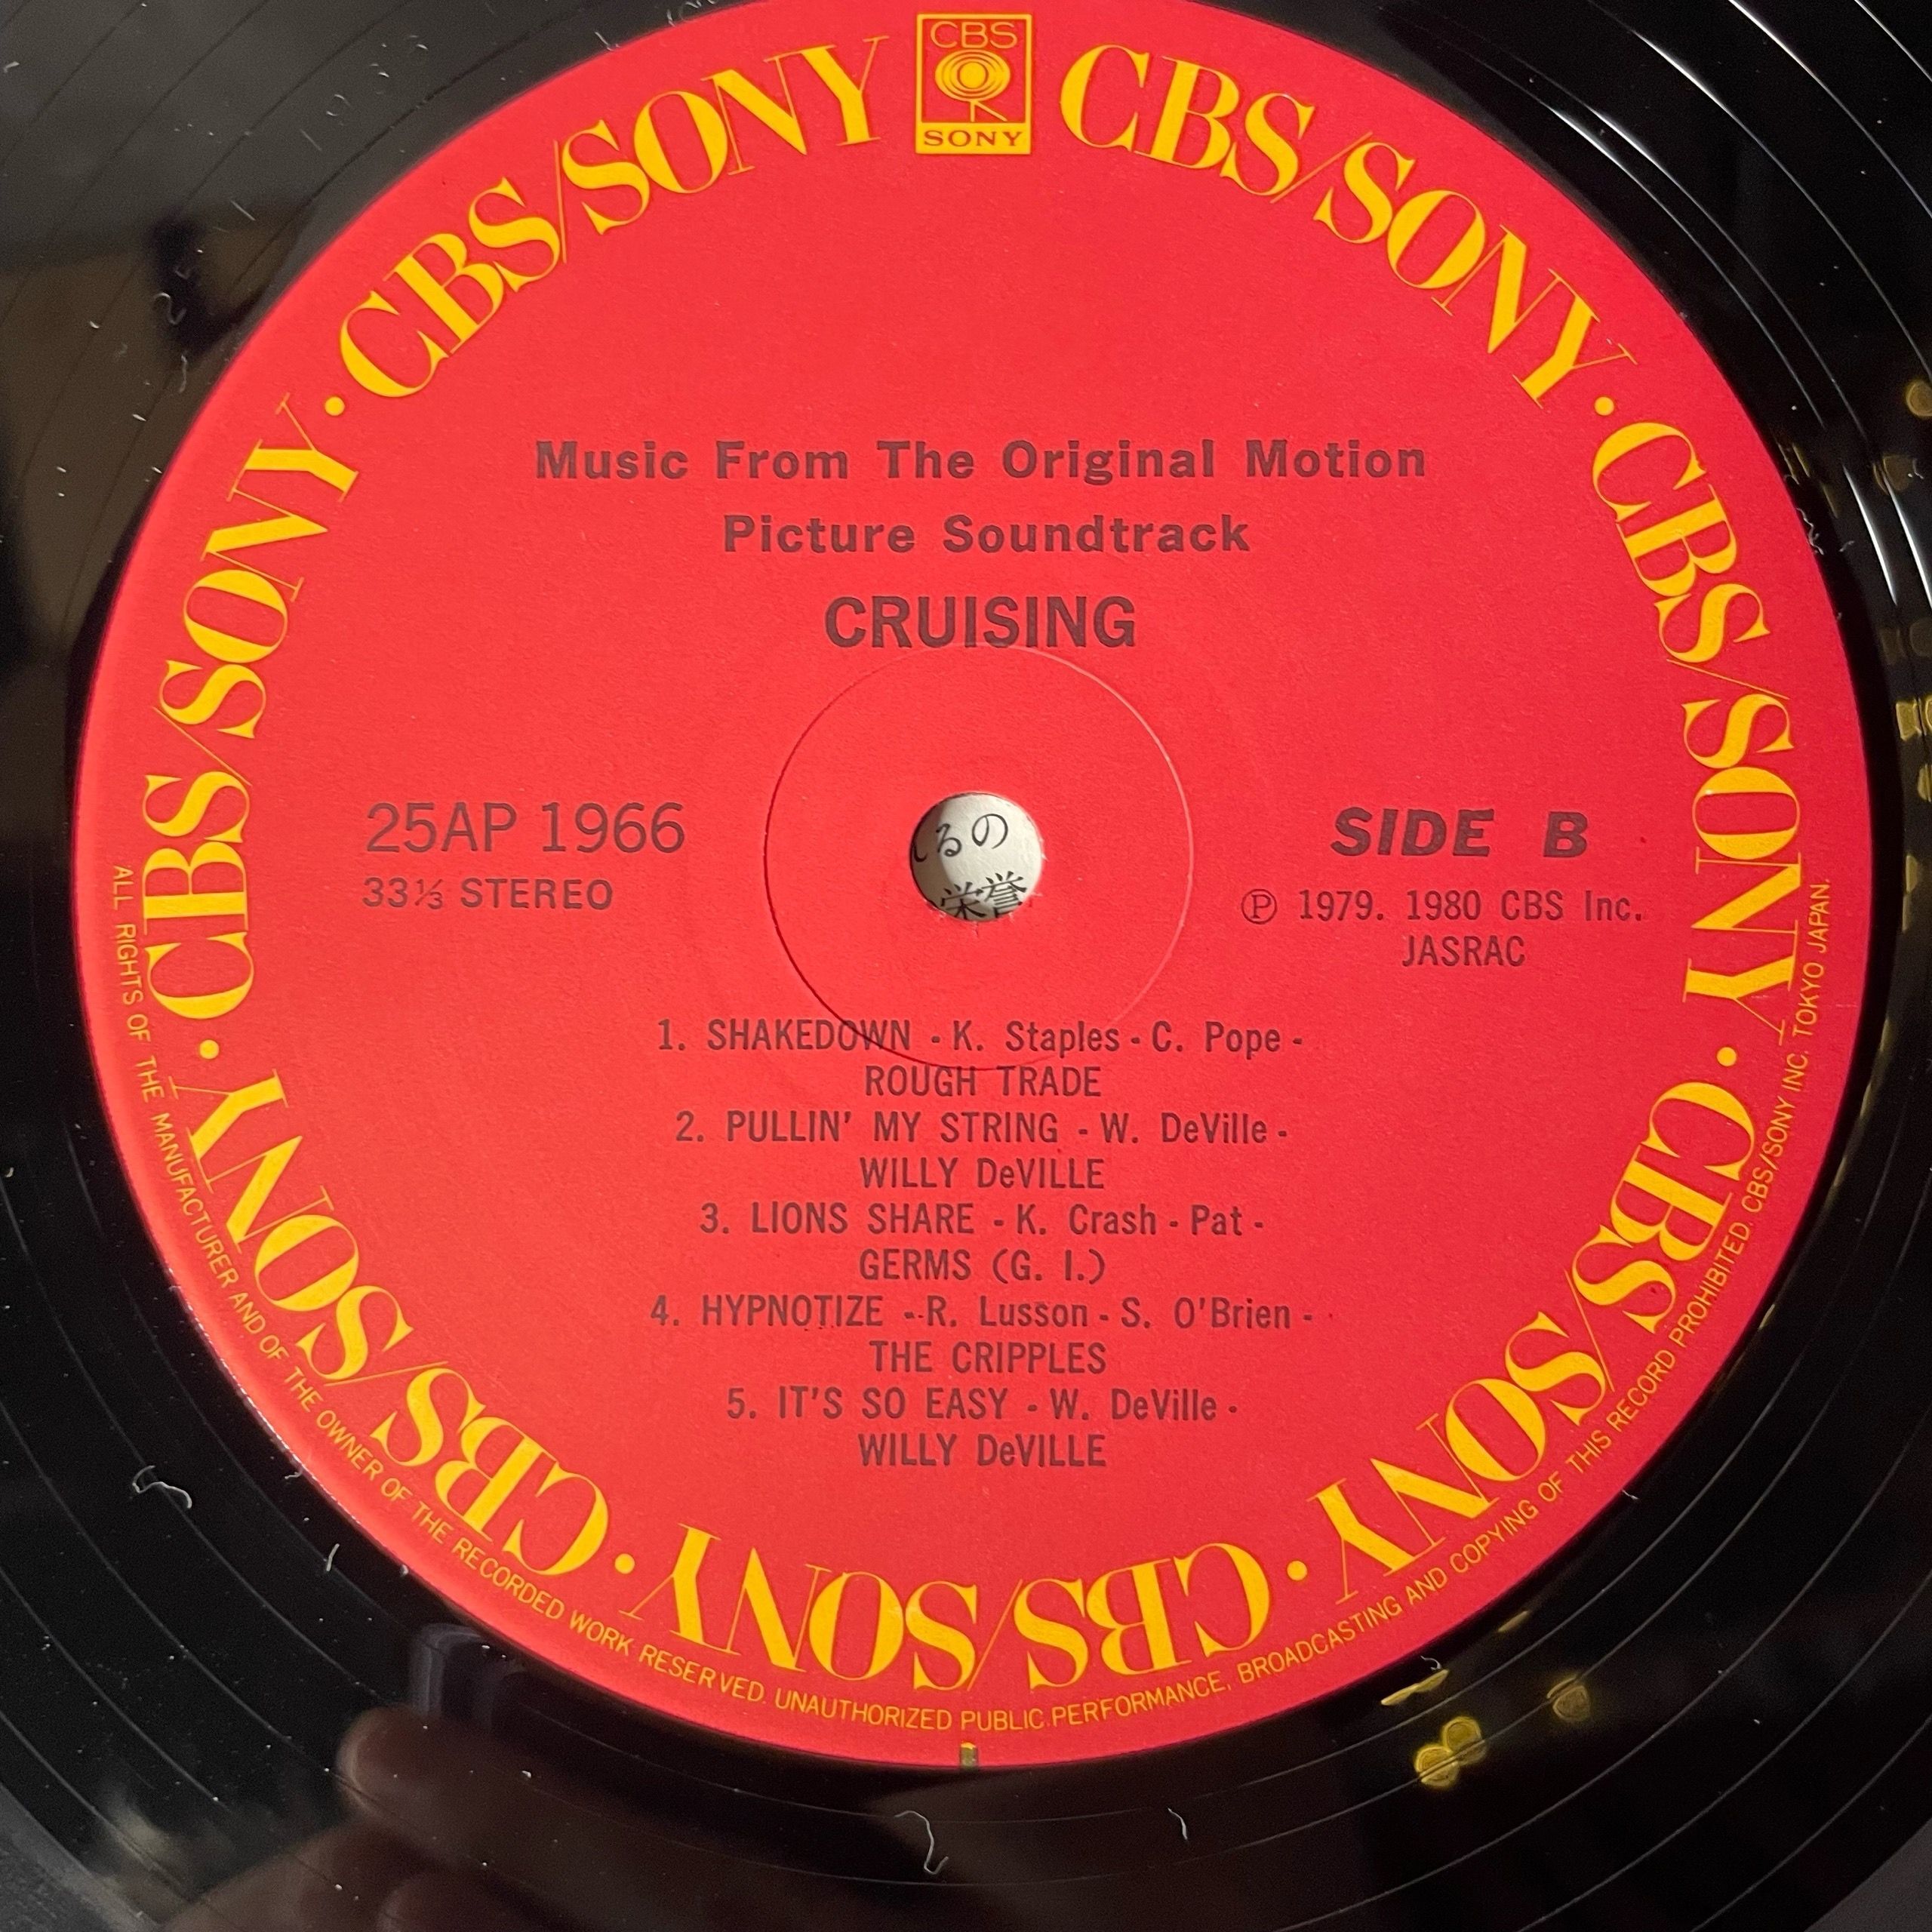 CBS
SONY
CBS/SONY · CBS/SONY · CBS/SONY · CBS/SONY · CBS/SONY · CBS/SONY · CBS/SONY · CBS/SONY
Music From The Original Motion
Picture Soundtrack
CRUISING
25AP 1966
33⅓ STEREO
るの
栄誉
SIDE B
Ⓟ 1979. 1980 CBS Inc.
JASRAC
1. SHAKEDOWN - K. Staples - C. Pope -
ROUGH TRADE
2. PULLIN' MY STRING - W. DeVille -
WILLY DeVILLE
3. LIONS SHARE - K. Crash - Pat -
GERMS (G. I.)
4. HYPNOTIZE - R. Lusson - S. O'Brien -
THE CRIPPLES
5. IT'S SO EASY - W. DeVille -
WILLY DeVILLE
ALL RIGHTS OF THE MANUFACTURER AND OF THE OWNER OF THE RECORDED WORK RESERVED. UNAUTHORIZED PUBLIC PERFORMANCE, BROADCASTING AND COPYING OF THIS RECORD PROHIBITED. CBS/SONY INC. TOKYO JAPAN.